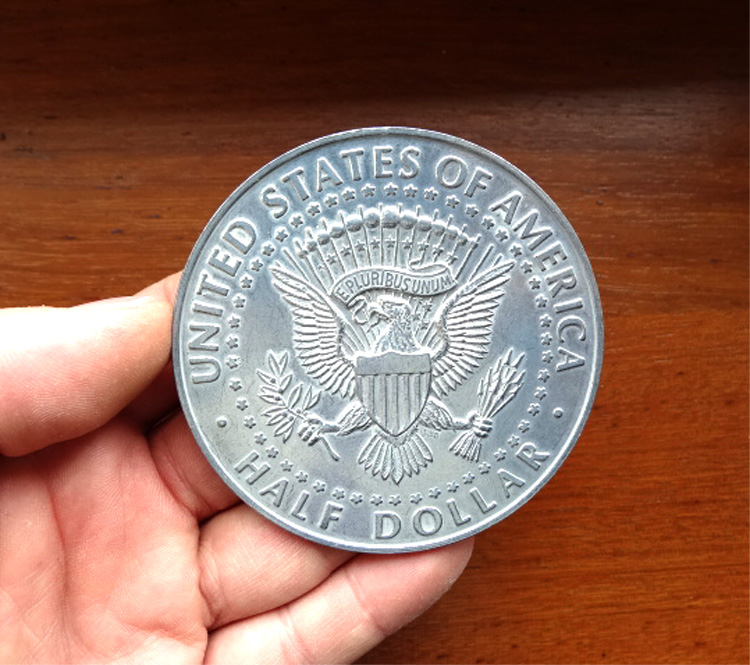 UNITED STATES OF AMERICA
E PLURIBUS UNUM
HALF DOLLAR